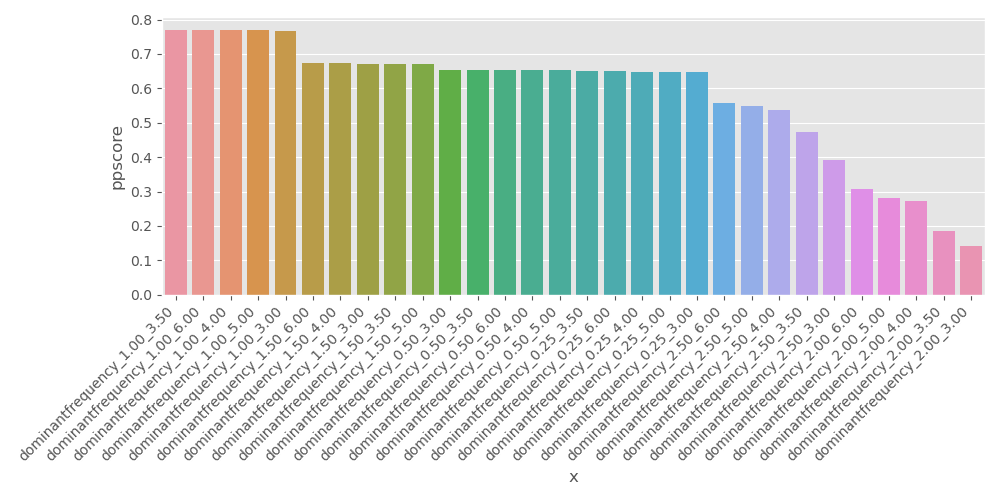 0.8
0.7
0.6
0.5
0.4
0.3
0.2
0.1
0.0
ppscore
dominantfrequency_1.00_3.50
dominantfrequency_1.00_6.00
dominantfrequency_1.00_4.00
dominantfrequency_1.00_5.00
dominantfrequency_1.00_3.00
dominantfrequency_1.50_6.00
dominantfrequency_1.50_4.00
dominantfrequency_1.50_3.00
dominantfrequency_1.50_3.50
dominantfrequency_1.50_5.00
dominantfrequency_0.50_3.00
dominantfrequency_0.50_3.50
dominantfrequency_0.50_6.00
dominantfrequency_0.50_4.00
dominantfrequency_0.50_5.00
dominantfrequency_0.25_3.50
dominantfrequency_0.25_6.00
dominantfrequency_0.25_4.00
dominantfrequency_0.25_5.00
dominantfrequency_0.25_3.00
dominantfrequency_2.50_6.00
dominantfrequency_2.50_5.00
dominantfrequency_2.50_4.00
dominantfrequency_2.50_3.50
dominantfrequency_2.50_3.00
dominantfrequency_2.00_6.00
dominantfrequency_2.00_5.00
dominantfrequency_2.00_4.00
dominantfrequency_2.00_3.50
dominantfrequency_2.00_3.00
x